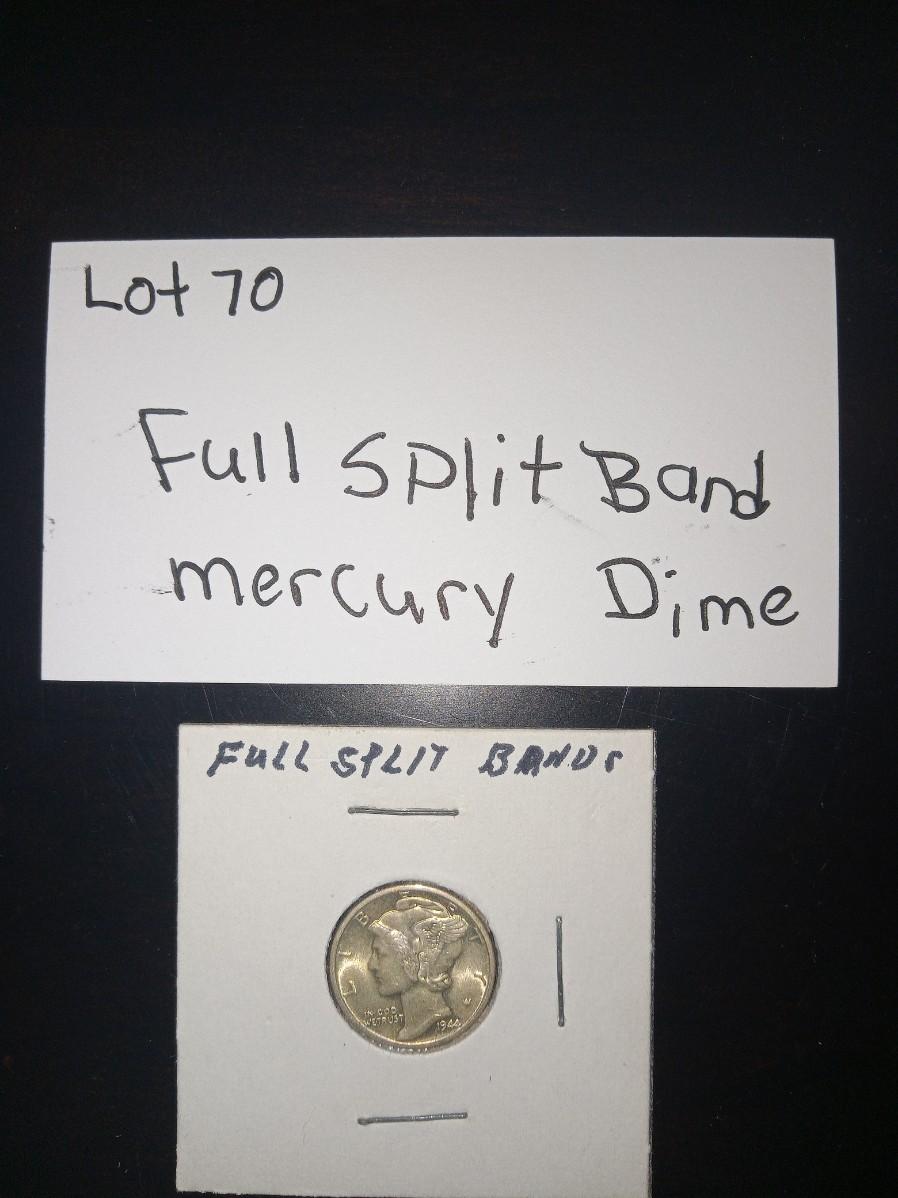 Lot 70
Full Split Band
mercury Dime
FULL SPLIT BANDS
LIBERTY
IN GOD
WE TRUST
1944
W